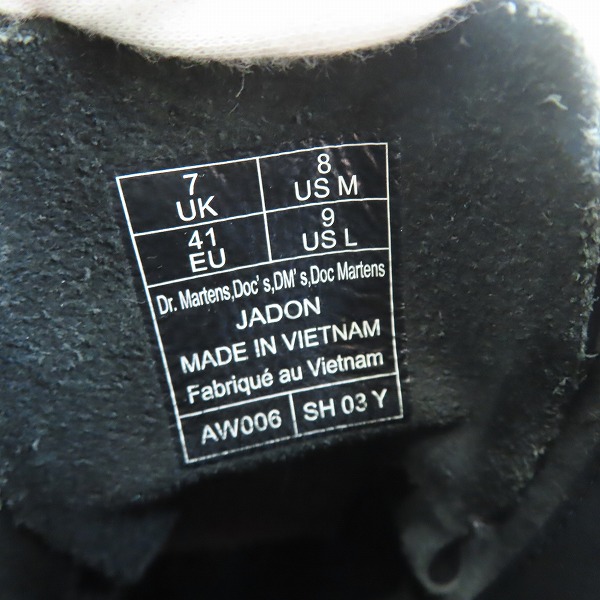 7
UK
8
US M
41
EU
9
US L
Dr. Martens,Doc's,DM's,Doc Martens
JADON
MADE IN VIETNAM
Fabriqué au Vietnam
AW006 SH 03 Y